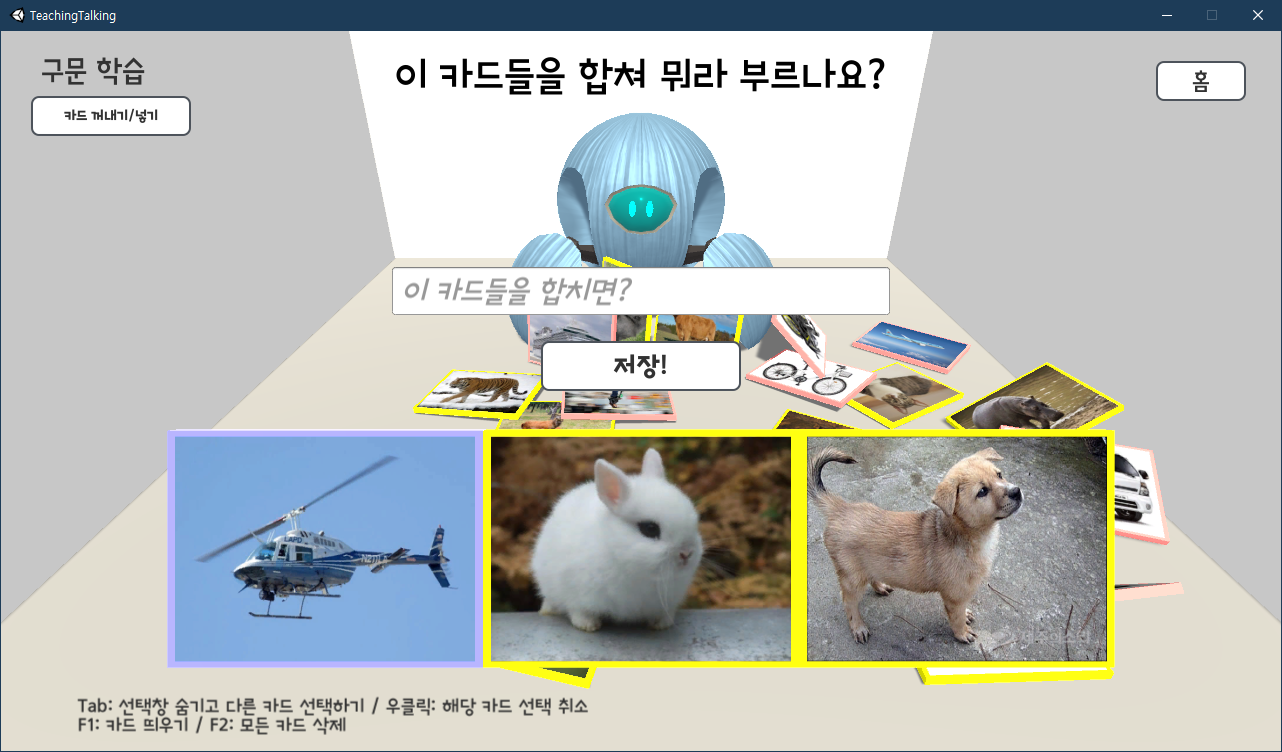 TeachingTalking
구문 학습
카드 꺼내기/넣기
이 카드들을 합쳐 뭐라 부르나요?
홈
이 카드들을 합치면?
저장!
Tab: 선택창 숨기고 다른 카드 선택하기 / 우클릭: 해당 카드 선택 취소
F1: 카드 띄우기 / F2: 모든 카드 삭제